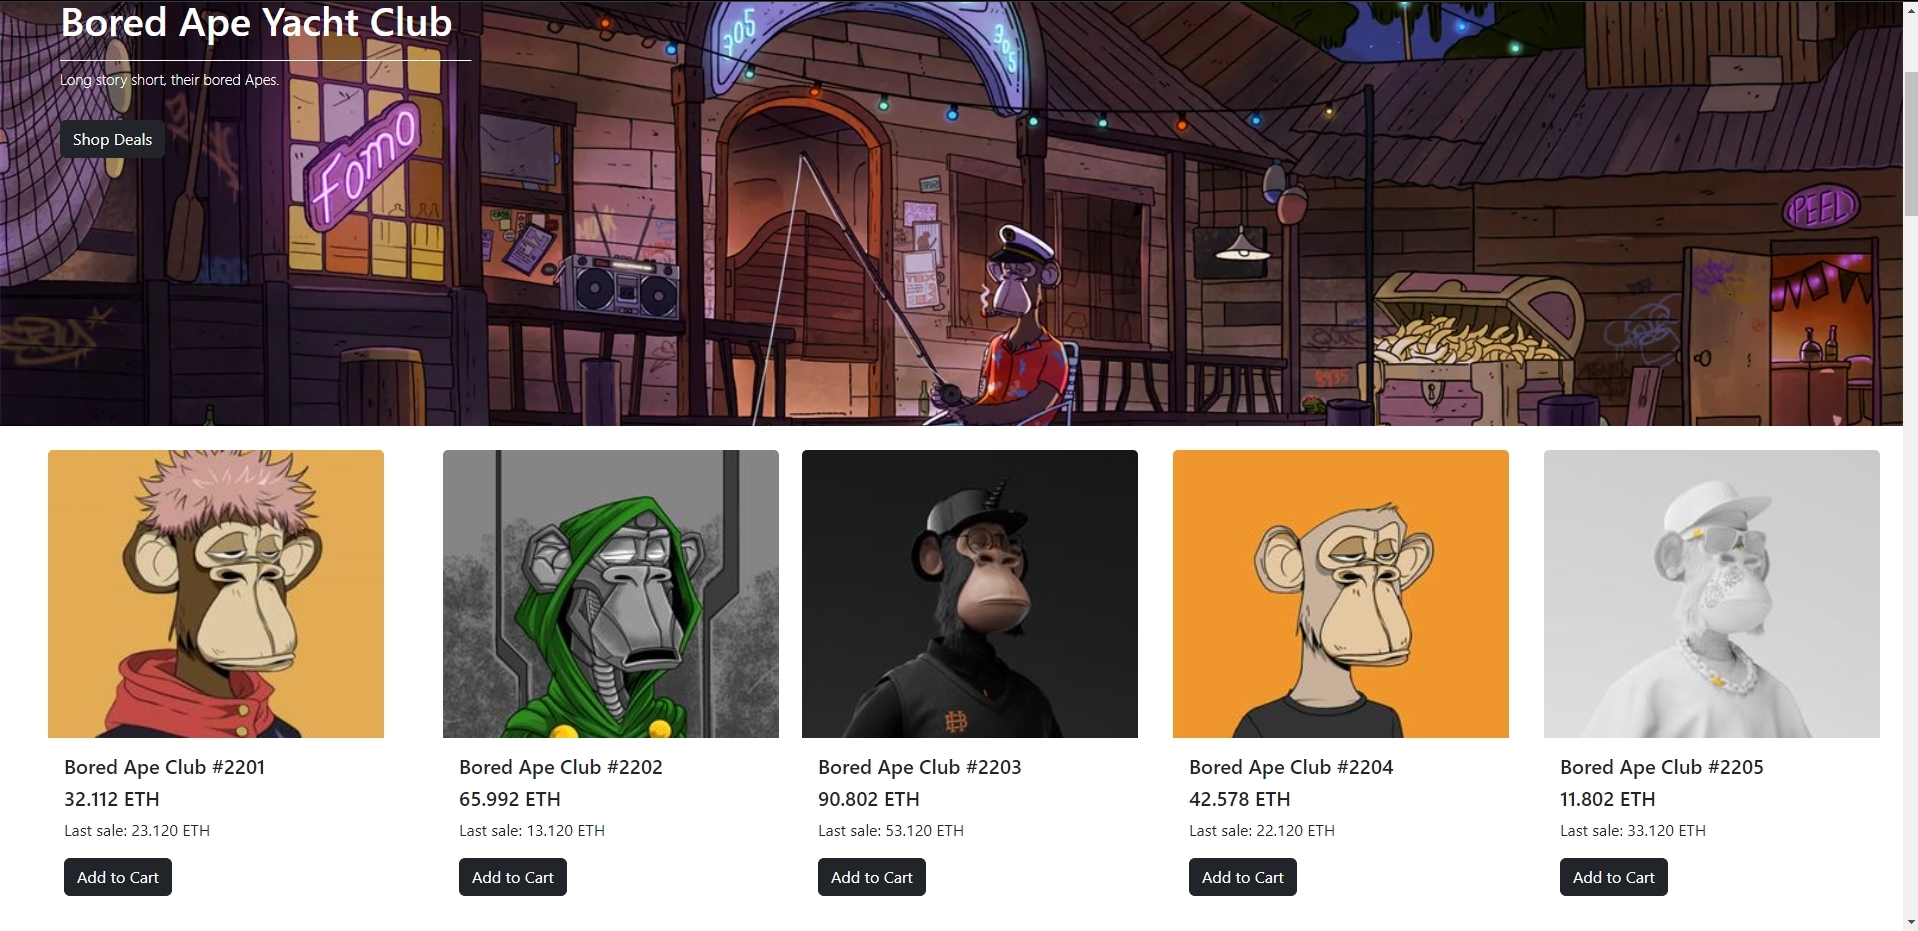 Bored Ape Yacht Club
Long story short, their bored Apes.
Shop Deals
305
305
Fomo
PEEL
Bored Ape Club #2201
32.112 ETH
Last sale: 23.120 ETH
Add to Cart
Bored Ape Club #2202
65.992 ETH
Last sale: 13.120 ETH
Add to Cart
Bored Ape Club #2203
90.802 ETH
Last sale: 53.120 ETH
Add to Cart
Bored Ape Club #2204
42.578 ETH
Last sale: 22.120 ETH
Add to Cart
Bored Ape Club #2205
11.802 ETH
Last sale: 33.120 ETH
Add to Cart